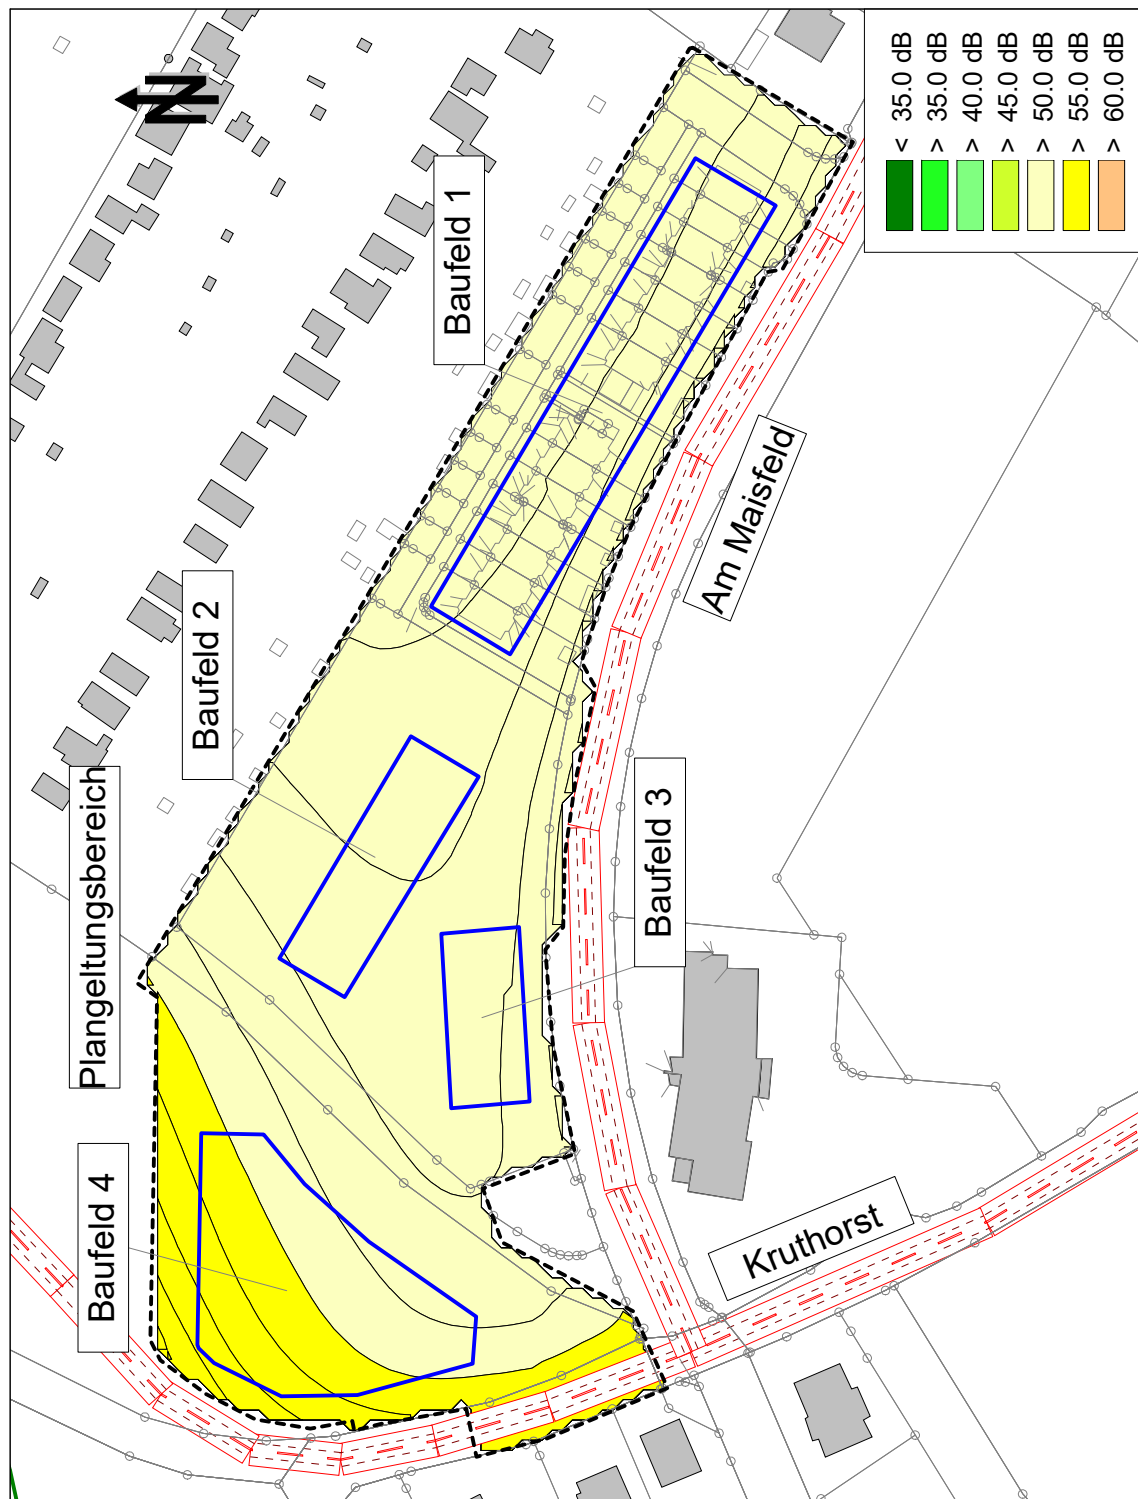 Baufeld 1
Baufeld 2
Plangeltungsbereich
Baufeld 4
Baufeld 3
Am Maisfeld
Kruthorst
N
< 35.0 dB
> 35.0 dB
> 40.0 dB
> 45.0 dB
> 50.0 dB
> 55.0 dB
> 60.0 dB